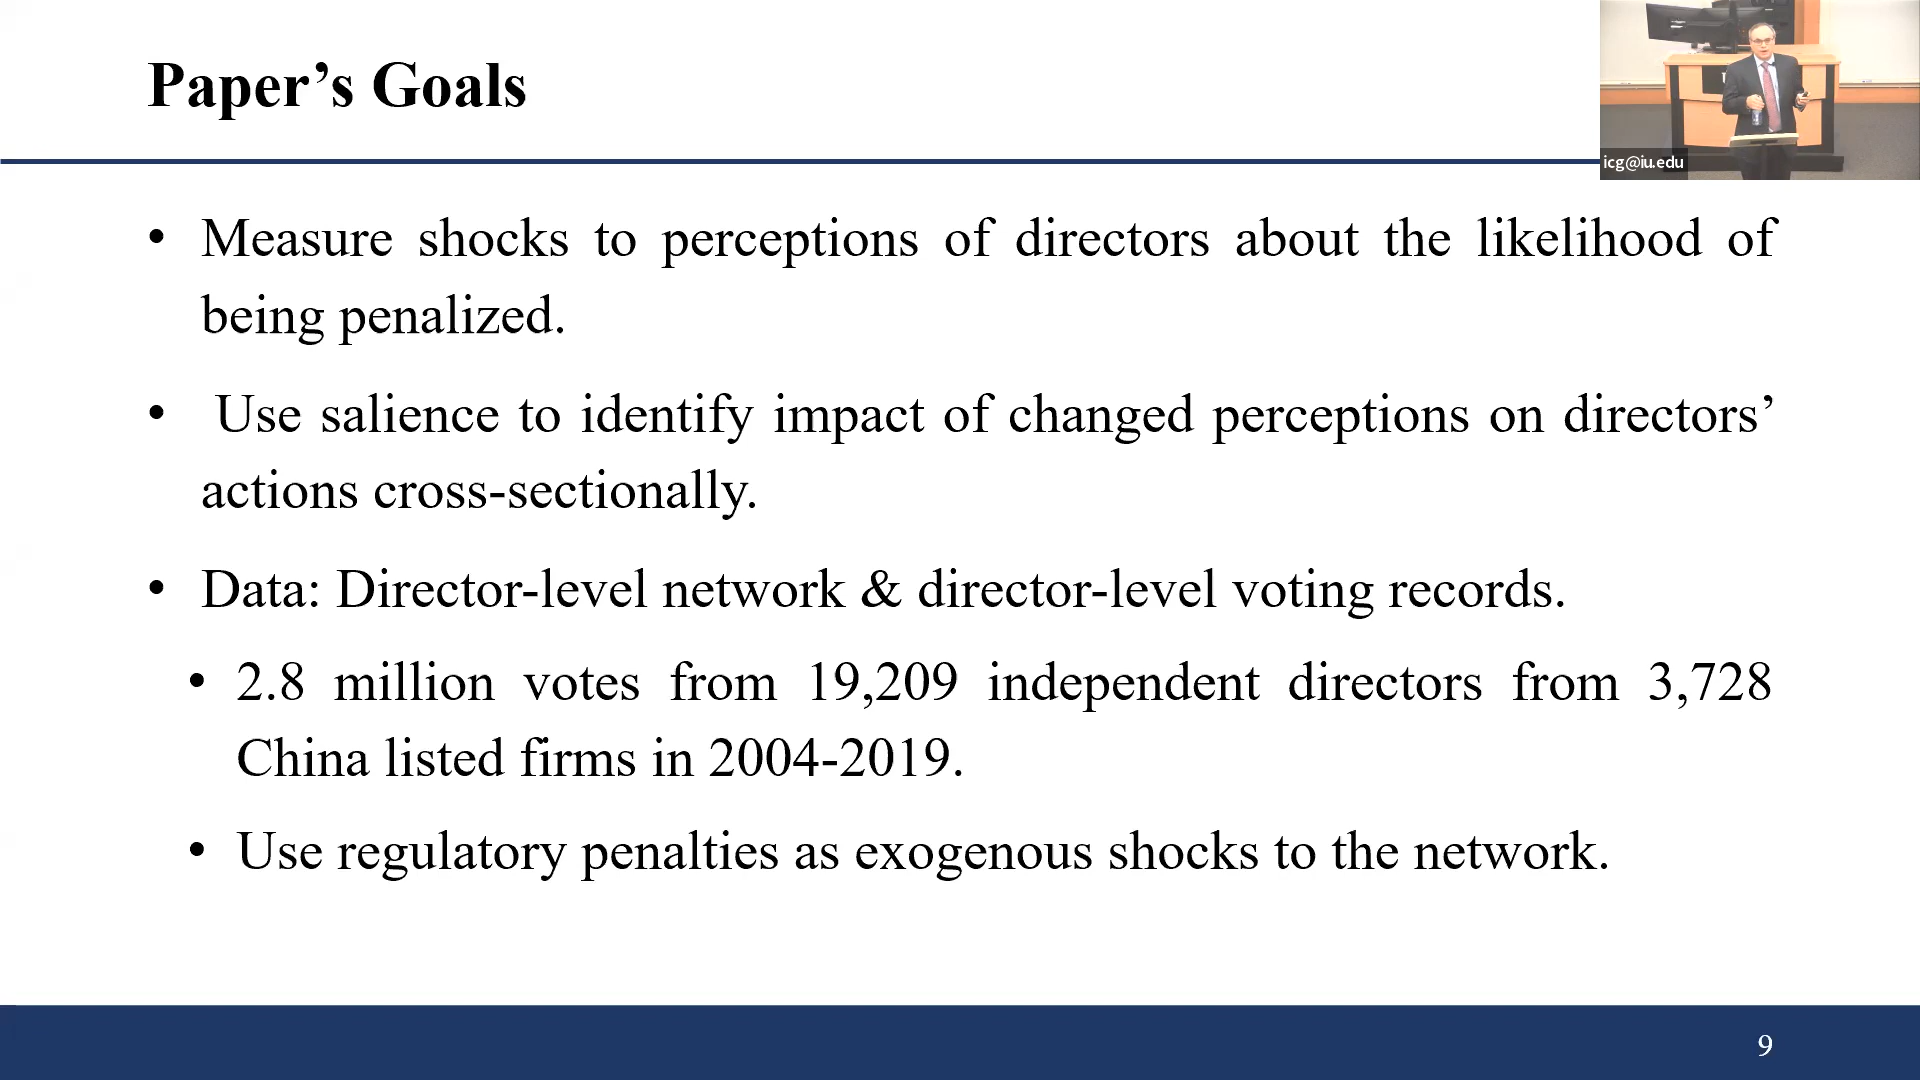 Paper’s Goals
icg@iu.edu
• Measure shocks to perceptions of directors about the likelihood of
being penalized.
• Use salience to identify impact of changed perceptions on directors’
actions cross-sectionally.
• Data: Director-level network & director-level voting records.
• 2.8 million votes from 19,209 independent directors from 3,728
China listed firms in 2004-2019.
• Use regulatory penalties as exogenous shocks to the network.
9